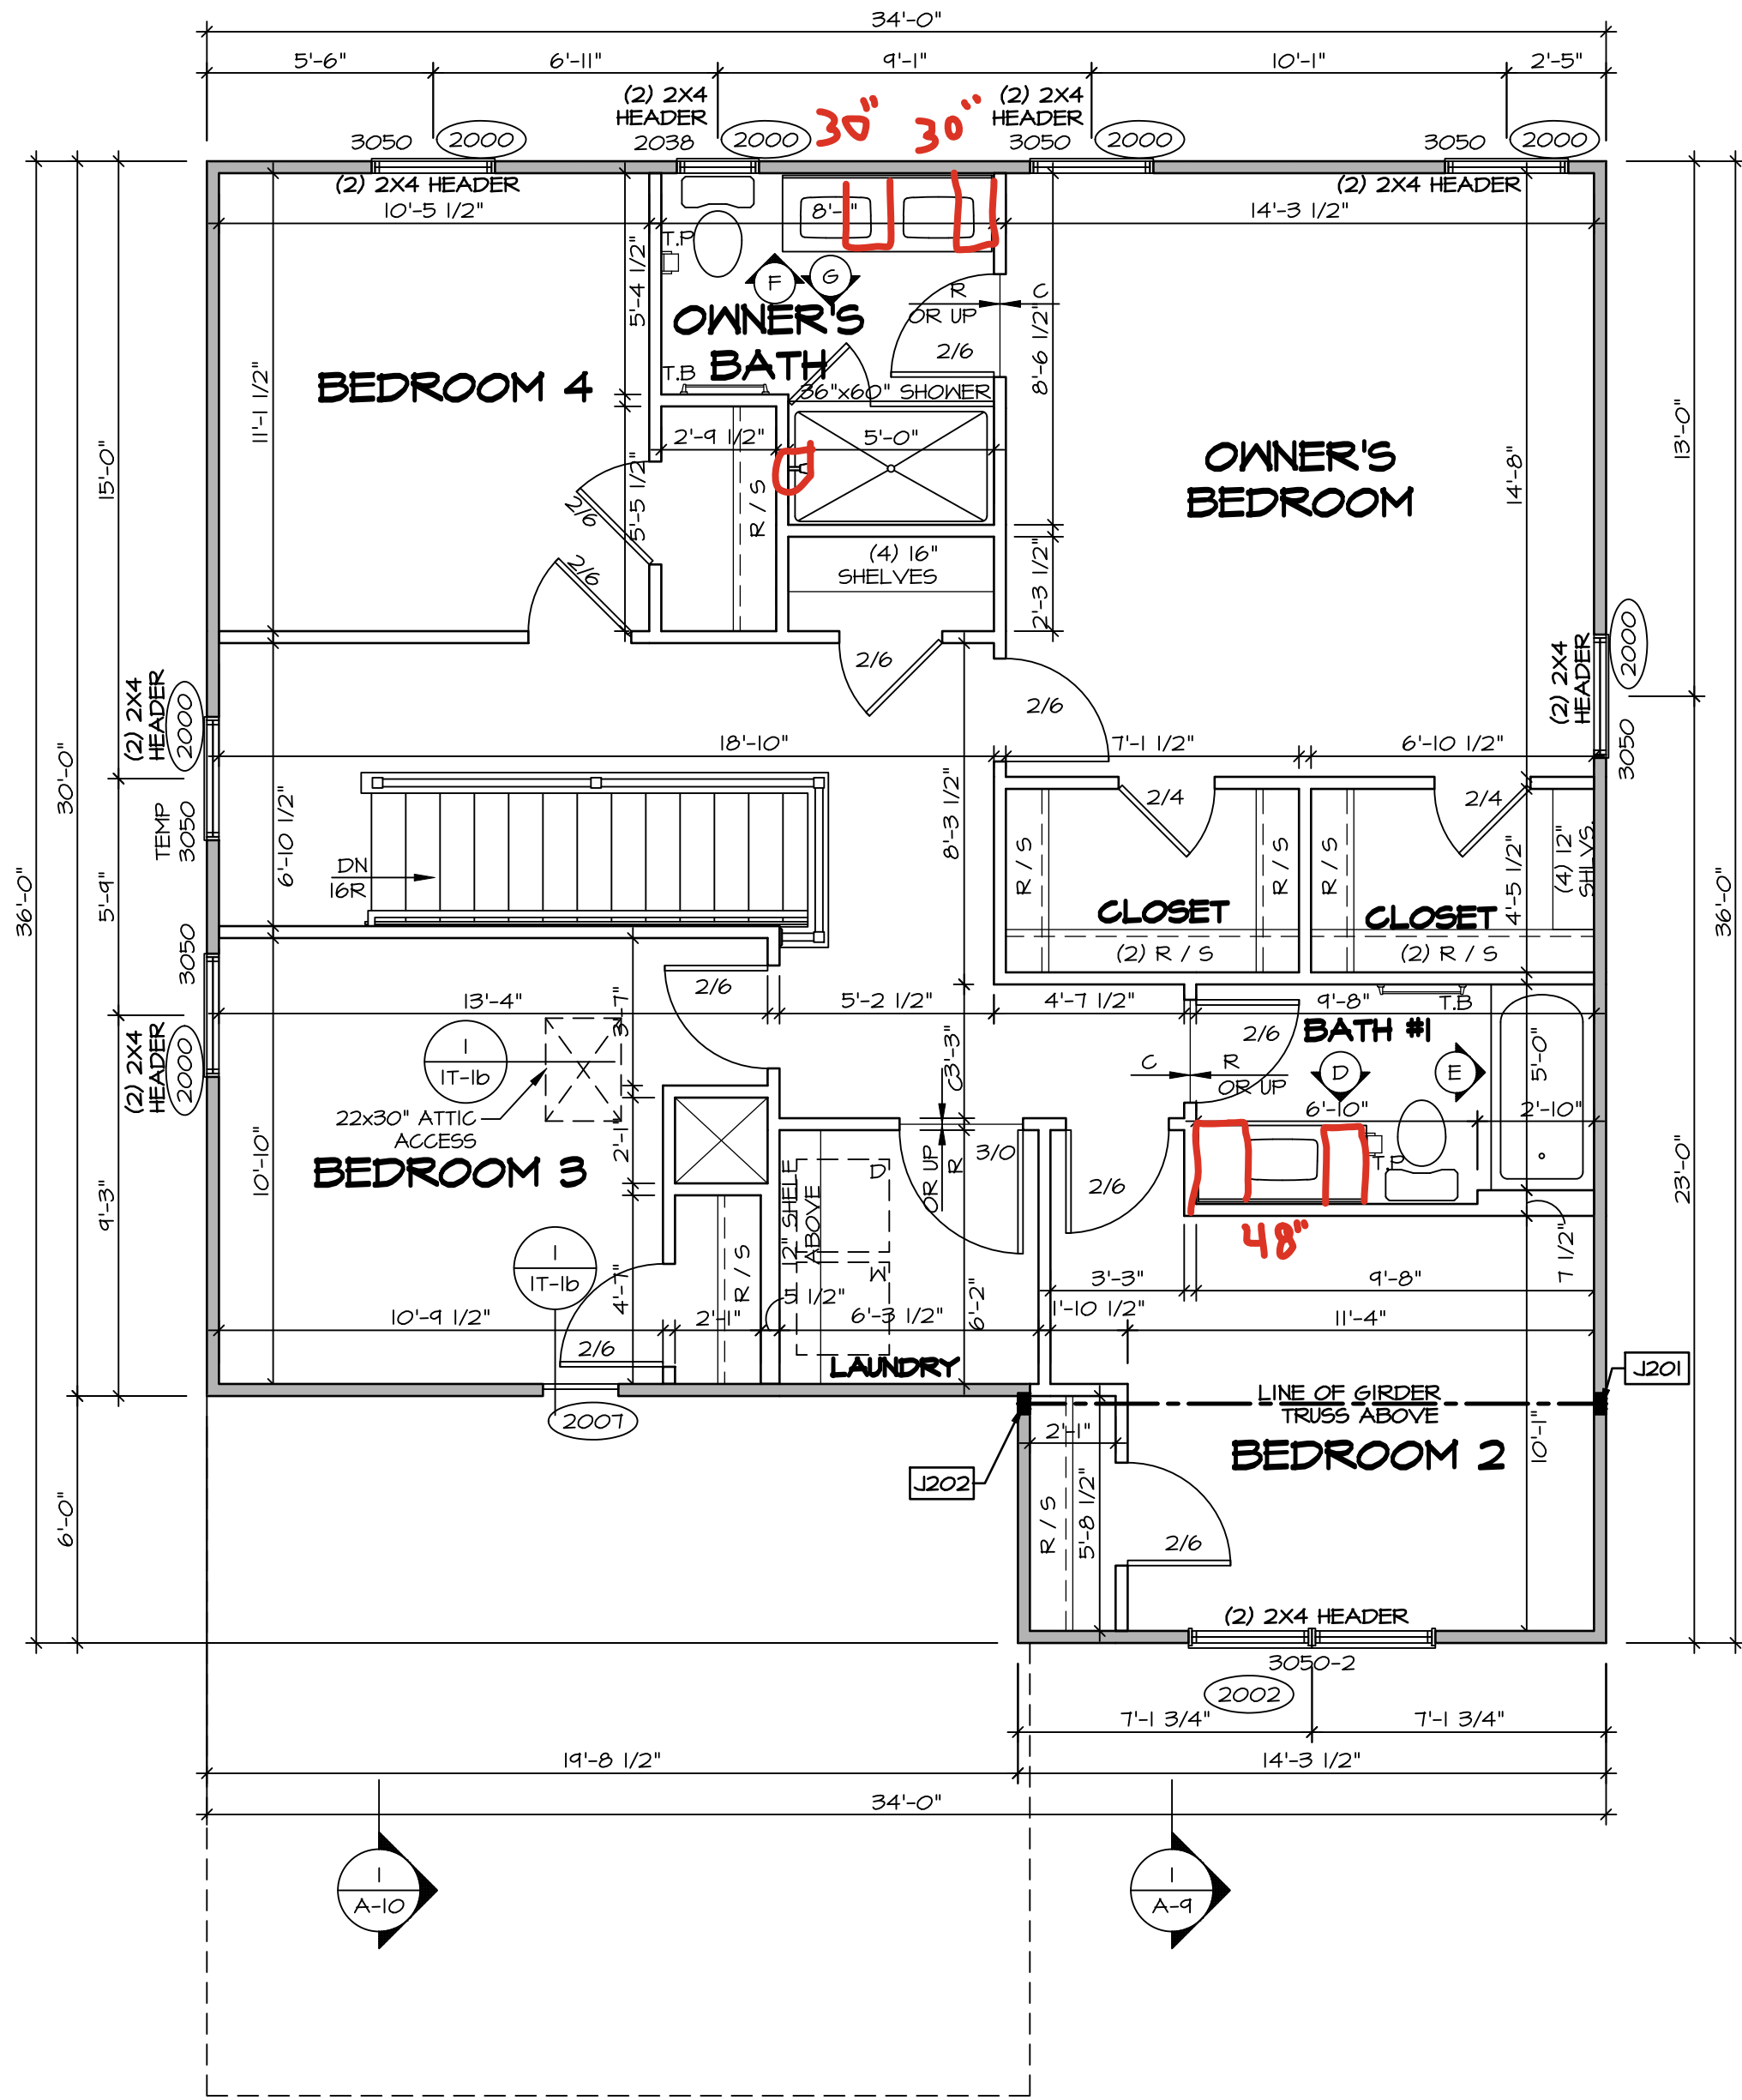 34'-0"
5'-6"
6'-11"
9'-1"
10'-1"
2'-5"
(2) 2X4
HEADER
(2) 2X4
HEADER
30"
30"
3050
2000
2038
2000
3050
2000
3050
2000
(2) 2X4 HEADER
(2) 2X4 HEADER
10'-5 1/2"
14'-3 1/2"
T.P
5'-4 1/2"
F
G
R
C
OR UP
2/6
OWNER'S
BATH
8'-6 1/2"
T.B
36"x60" SHOWER
BEDROOM 4
11'-1 1/2"
2'-9 1/2"
5'-0"
5'-5 1/2"
R / S
2/6
2/6
OWNER'S
BEDROOM
14'-8"
13'-0"
15'-0"
(4) 16"
SHELVES
2'-3 1/2"
2/6
2/6
(2) 2X4
HEADER
2000
3050
(2) 2X4
HEADER
2000
18'-10"
7'-1 1/2"
6'-10 1/2"
30'-0"
36'-0"
TEMP
3050
6'-10 1/2"
8'-3 1/2"
2/4
2/4
R / S
R / S
R / S
4'-5 1/2"
(4) 12"
SHLVS.
DN
16R
CLOSET
CLOSET
(2) R / S
(2) R / S
5'-9"
36'-0"
3050
2/6
13'-4"
5'-2 1/2"
4'-7 1/2"
9'-8"
T.B
3'-7"
2/6
BATH #1
(2) 2X4
HEADER
2000
1
1T-1b
3'-3"
C
C
R
OR UP
D
E
5'-0"
22x30" ATTIC
ACCESS
6'-10"
2'-10"
BEDROOM 3
10'-10"
2'-1"
12" SHELF
ABOVE
D
OR UP
R
3/0
2/6
T.P
9'-3"
23'-0"
48"
1
1T-1b
4'-7"
R / S
W
7 1/2"
3'-3"
9'-8"
5 1/2"
10'-9 1/2"
2'-1"
6'-3 1/2"
6'-2"
1'-10 1/2"
11'-4"
2/6
LAUNDRY
J201
LINE OF GIRDER
TRUSS ABOVE
2007
2'-1"
BEDROOM 2
10'-1"
J202
6'-0"
R / S
5'-8 1/2"
2/6
(2) 2X4 HEADER
3050-2
2002
7'-1 3/4"
7'-1 3/4"
19'-8 1/2"
14'-3 1/2"
34'-0"
1
A-10
1
A-9